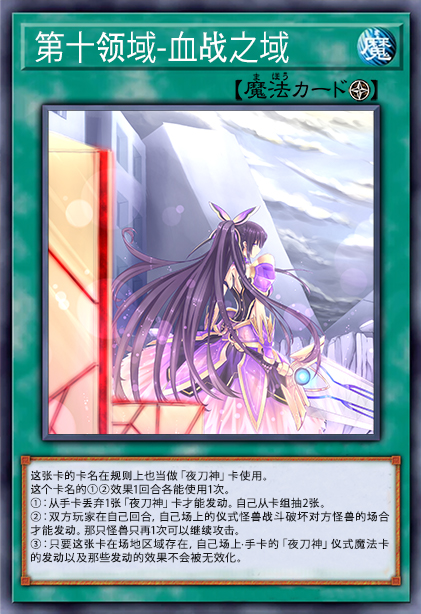 第十领域-血战之域
魔
【魔法カード】
まほう
这张卡的卡名在规则上也当做「夜刀神」卡使用。
这个卡名的①②效果1回合各能使用1次。
①：从手卡丢弃1张「夜刀神」卡才能发动。自己从卡组抽2张。
②：双方玩家在自己回合，自己场上的仪式怪兽战斗破坏对方怪兽的场合
才能发动。那只怪兽只再1次可以继续攻击。
③：只要这张卡在场地区域存在，自己场上·手卡的「夜刀神」仪式魔法卡
的发动以及那些发动的效果不会被无效化。